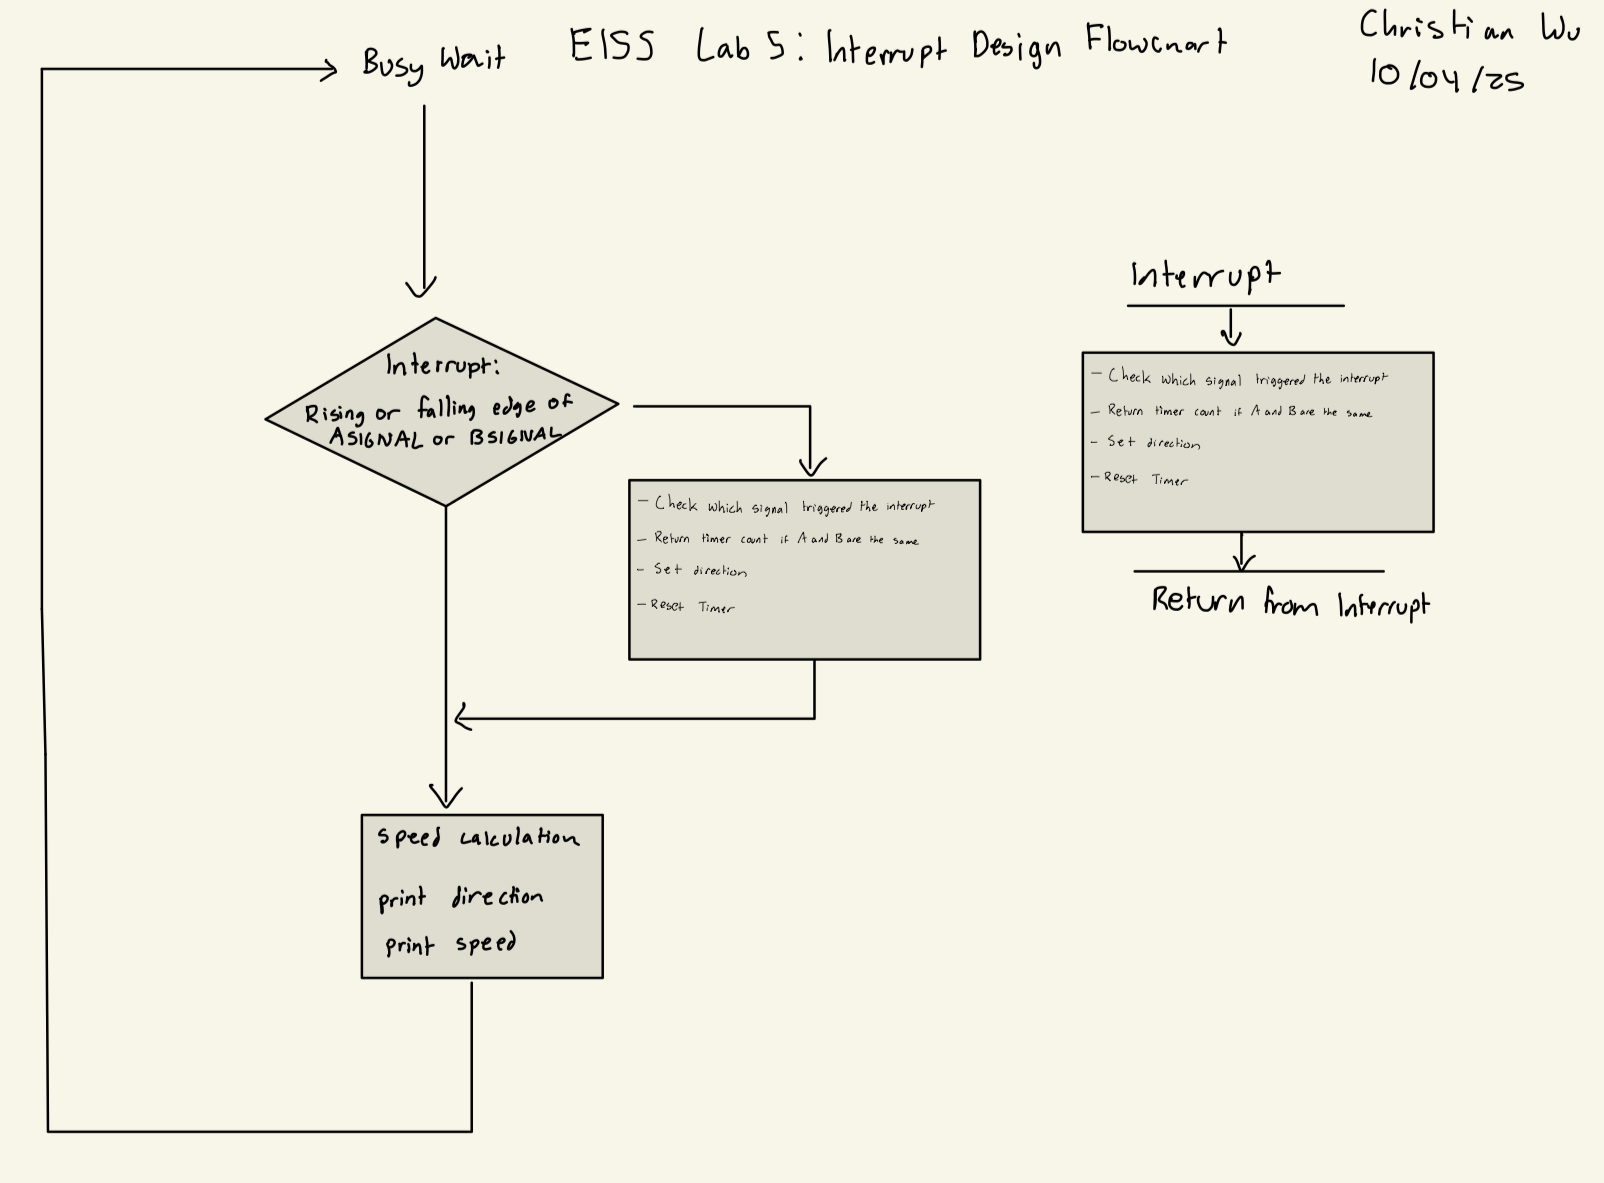 EISS Lab 5: Interrupt Design Flowchart
Christian Wu
10/04/25
Busy Wait
Interrupt:
Rising or falling edge of
ASIGNAL or BSIGNAL
- Check which signal triggered the interrupt
- Return timer count if A and B are the same
- Set direction
- Reset Timer
speed calculation
print direction
print speed
Interrupt
- Check which signal triggered the interrupt
- Return timer count if A and B are the same
- Set direction
- Reset Timer
Return from Interrupt